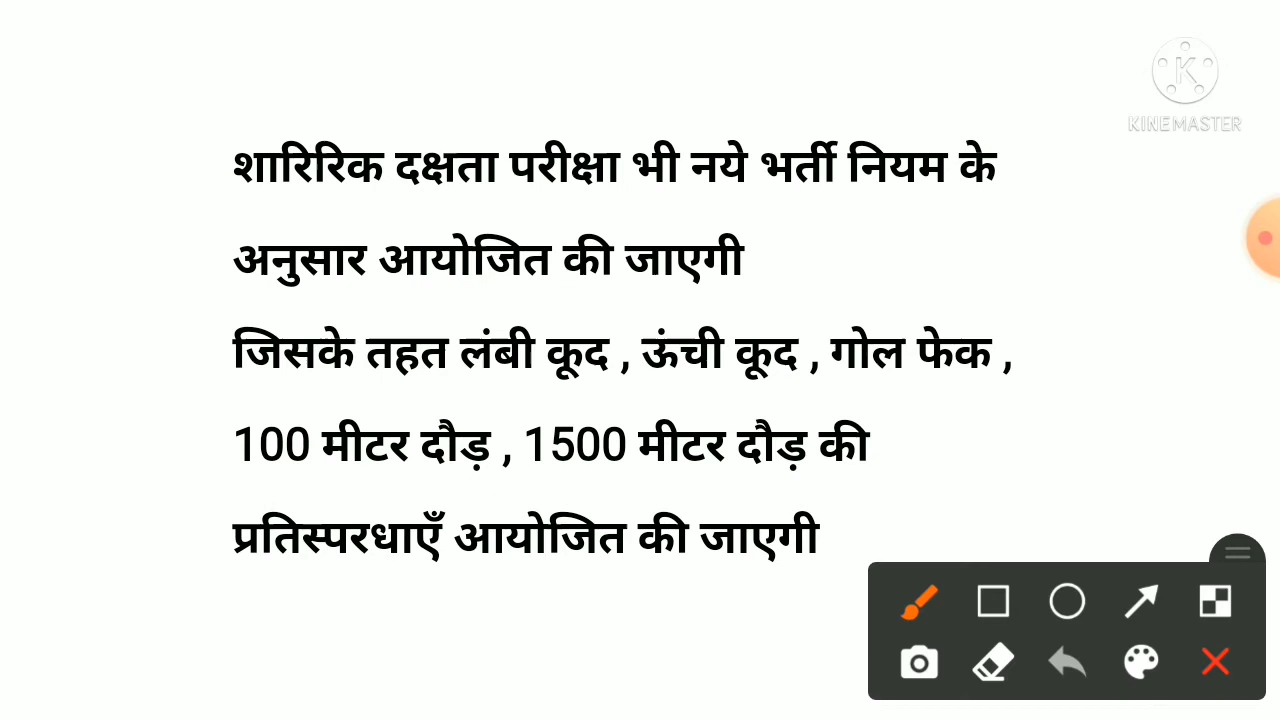 शारिरिक दक्षता परीक्षा भी नये भर्ती नियम के
अनुसार आयोजित की जाएगी
जिसके तहत लंबी कूद , ऊंची कूद , गोल फेक ,
100 मीटर दौड़ , 1500 मीटर दौड़ की
प्रतिस्परधाएँ आयोजित की जाएगी
K
KINEMASTER